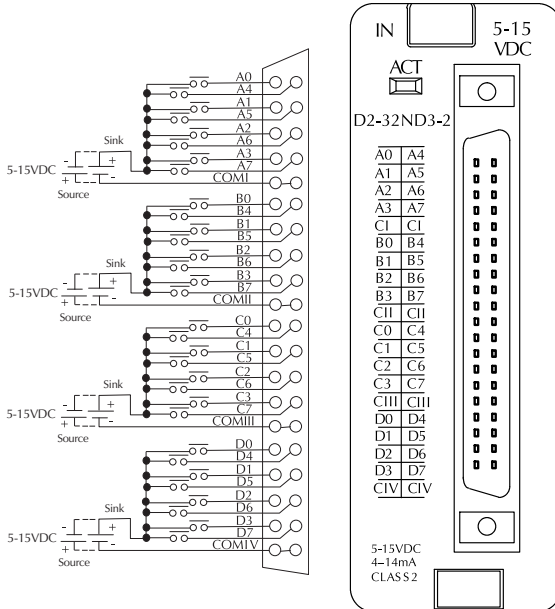 A0
A4
A1
A5
A2
A6
A3
A7
COMI
Sink
- +
5-15VDC
+ -
Source
B0
B4
B1
B5
B2
B6
B3
B7
COMII
Sink
- +
5-15VDC
+ -
Source
C0
C4
C1
C5
C2
C6
C3
C7
COMIII
Sink
- +
5-15VDC
+ -
Source
D0
D4
D1
D5
D2
D6
D3
D7
COMIV
Sink
- +
5-15VDC
+ -
Source
IN 5-15
VDC
ACT
D2-32ND3-2
A0 A4
A1 A5
A2 A6
A3 A7
CI CI
B0 B4
B1 B5
B2 B6
B3 B7
CII CII
C0 C4
C1 C5
C2 C6
C3 C7
CIII CIII
D0 D4
D1 D5
D2 D6
D3 D7
CIV CIV
5-15VDC
4-14mA
CLASS2